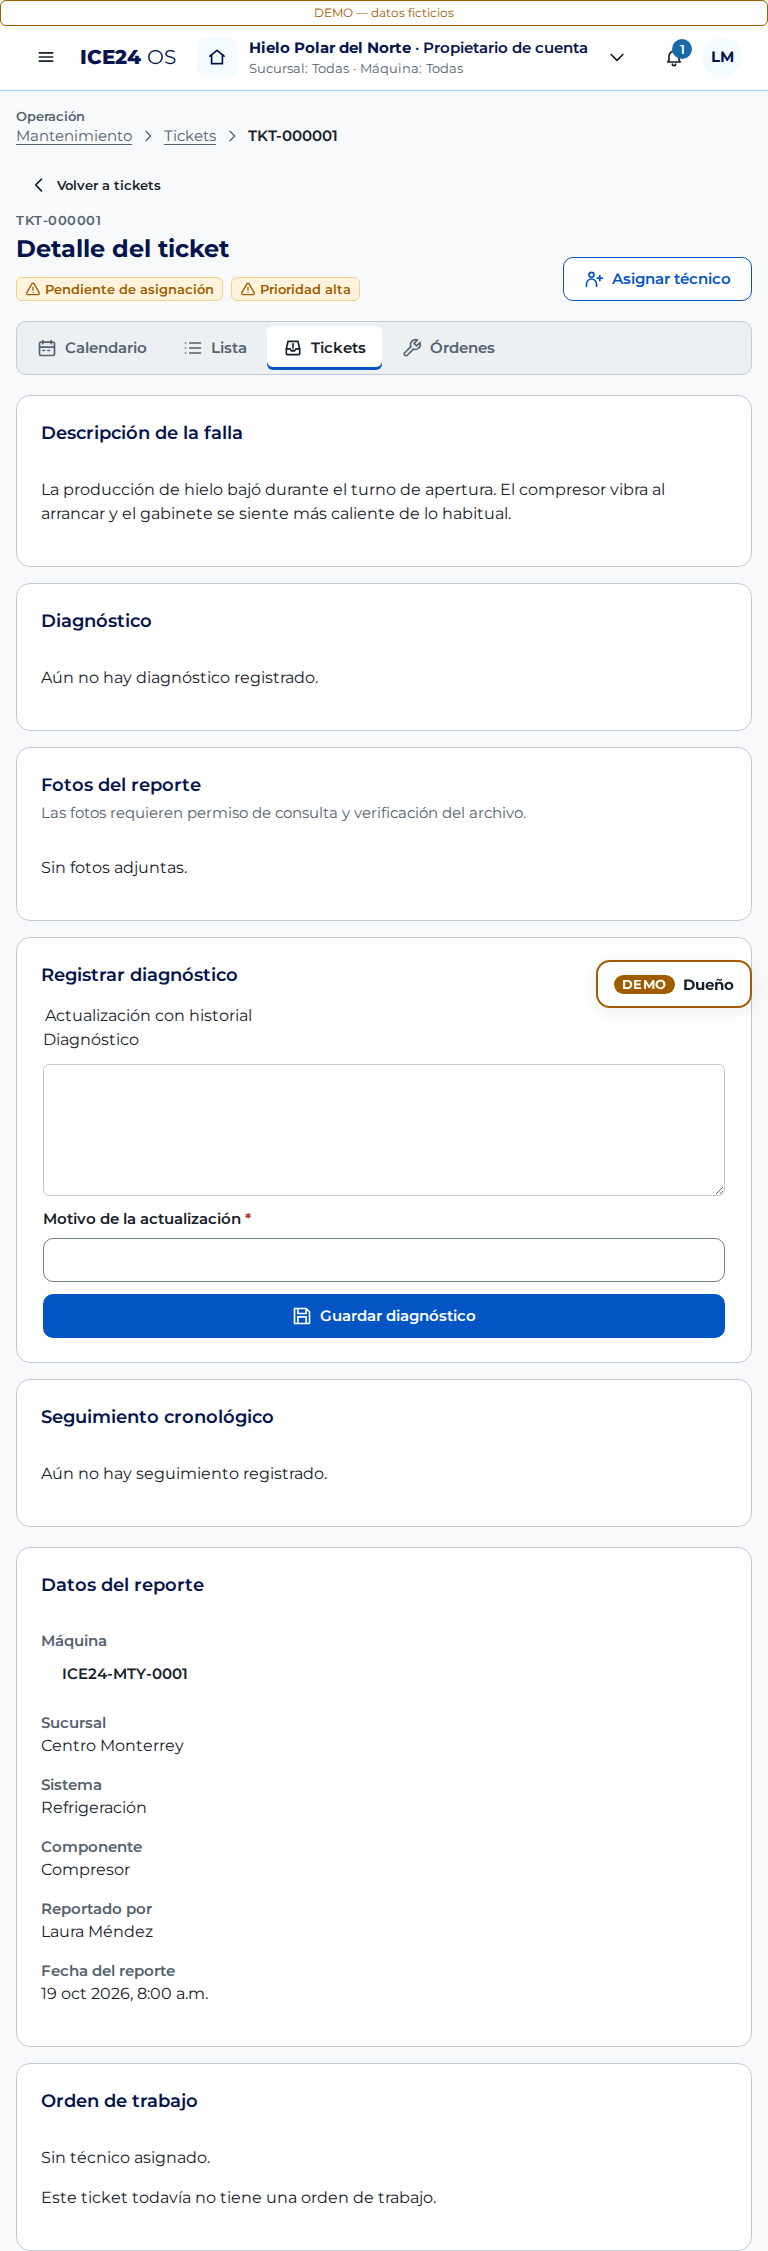 DEMO — datos ficticios
ICE24 OS
Hielo Polar del Norte · Propietario de cuenta
Sucursal: Todas · Máquina: Todas
1
LM
Operación
Mantenimiento > Tickets > TKT-000001
Volver a tickets
TKT-000001
Detalle del ticket
Pendiente de asignación
Prioridad alta
Asignar técnico
Calendario
Lista
Tickets
Órdenes
Descripción de la falla
La producción de hielo bajó durante el turno de apertura. El compresor vibra al
arrancar y el gabinete se siente más caliente de lo habitual.
Diagnóstico
Aún no hay diagnóstico registrado.
Fotos del reporte
Las fotos requieren permiso de consulta y verificación del archivo.
Sin fotos adjuntas.
Registrar diagnóstico
DEMO Dueño
Actualización con historial
Diagnóstico
Motivo de la actualización *
Guardar diagnóstico
Seguimiento cronológico
Aún no hay seguimiento registrado.
Datos del reporte
Máquina
ICE24-MTY-0001
Sucursal
Centro Monterrey
Sistema
Refrigeración
Componente
Compresor
Reportado por
Laura Méndez
Fecha del reporte
19 oct 2026, 8:00 a.m.
Orden de trabajo
Sin técnico asignado.
Este ticket todavía no tiene una orden de trabajo.